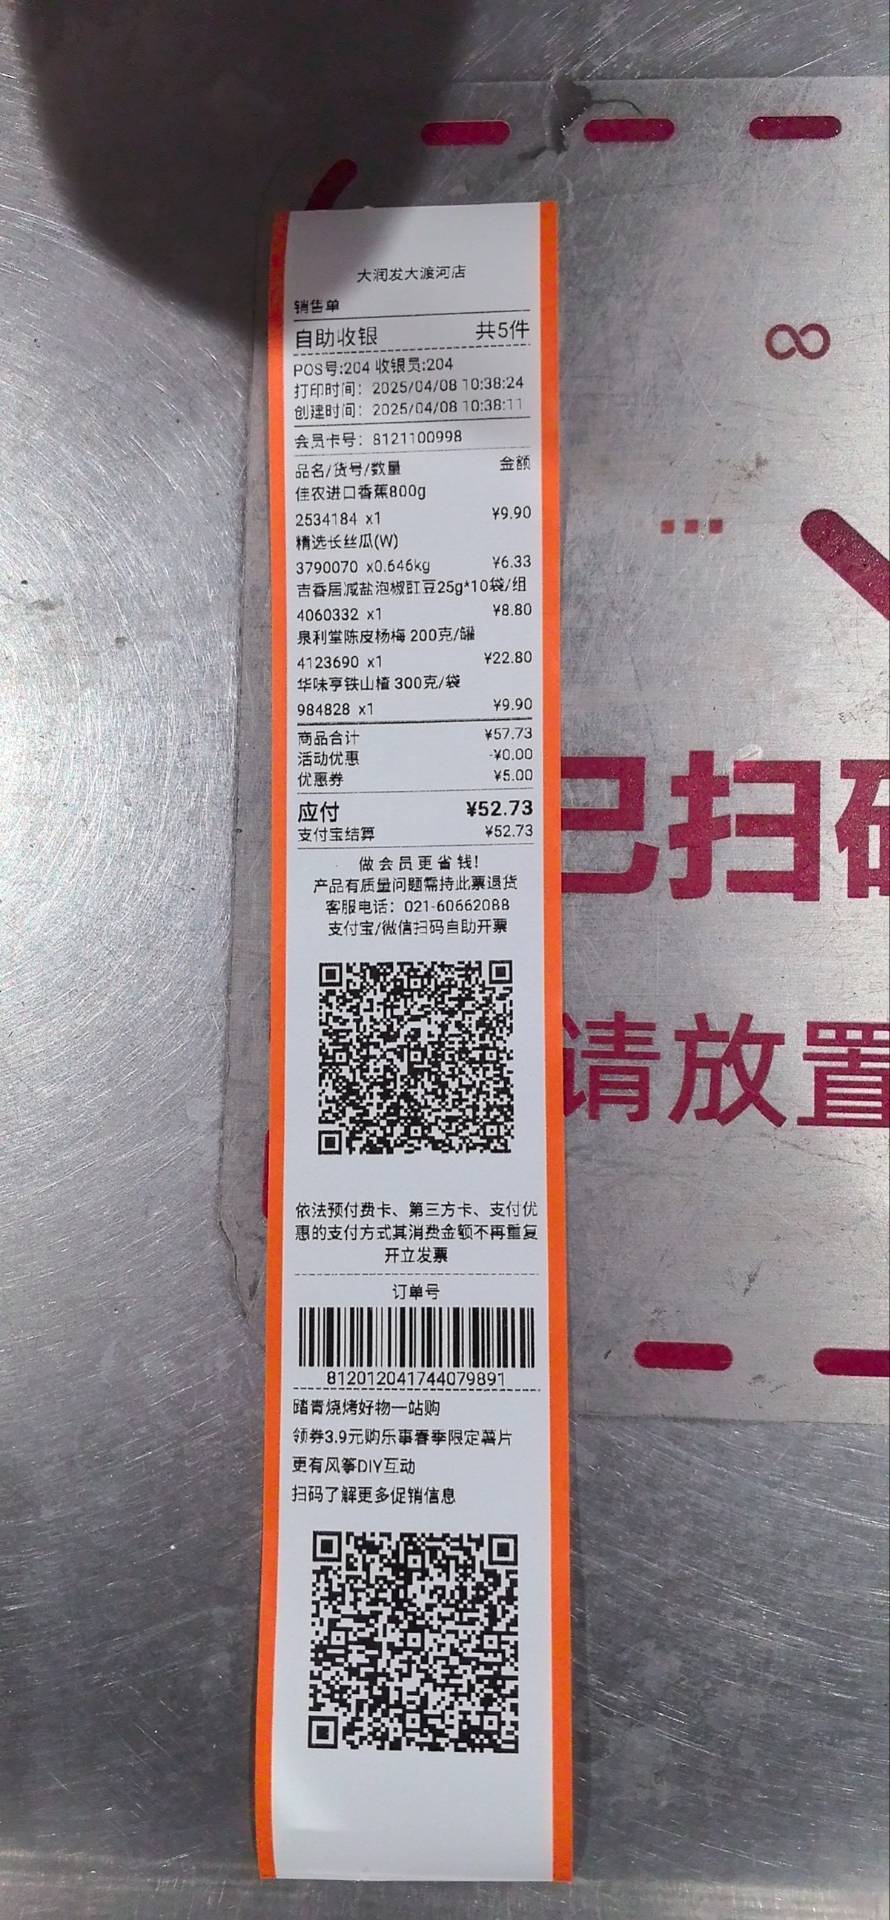 大润发大渡河店
销售单
自助收银 共5件
POS号:204 收银员:204
打印时间: 2025/04/08 10:38:24
创建时间: 2025/04/08 10:38:11
会员卡号: 8121100998
品名/货号/数量 金额
佳农进口香蕉800g
2534184 x1 ¥9.90
精选长丝瓜(W)
3790070 x0.646kg ¥6.33
吉香居减盐泡椒豇豆25g*10袋/组
4060332 x1 ¥8.80
泉利堂陈皮杨梅 200克/罐
4123690 x1 ¥22.80
华味亨铁山楂 300克/袋
984828 x1 ¥9.90
商品合计 ¥57.73
活动优惠 -¥0.00
优惠券 ¥5.00
应付 ¥52.73
支付宝结算 ¥52.73
做会员更省钱!
产品有质量问题需持此票退货
客服电话: 021-60662088
支付宝/微信扫码自助开票
依法预付费卡、第三方卡、支付优
惠的支付方式其消费金额不再重复
开立发票
订单号
812012041744079891
踏青烧烤好物一站购
领券3.9元购乐事春季限定薯片
更有风筝DIY互动
扫码了解更多促销信息
已扫码
请放置